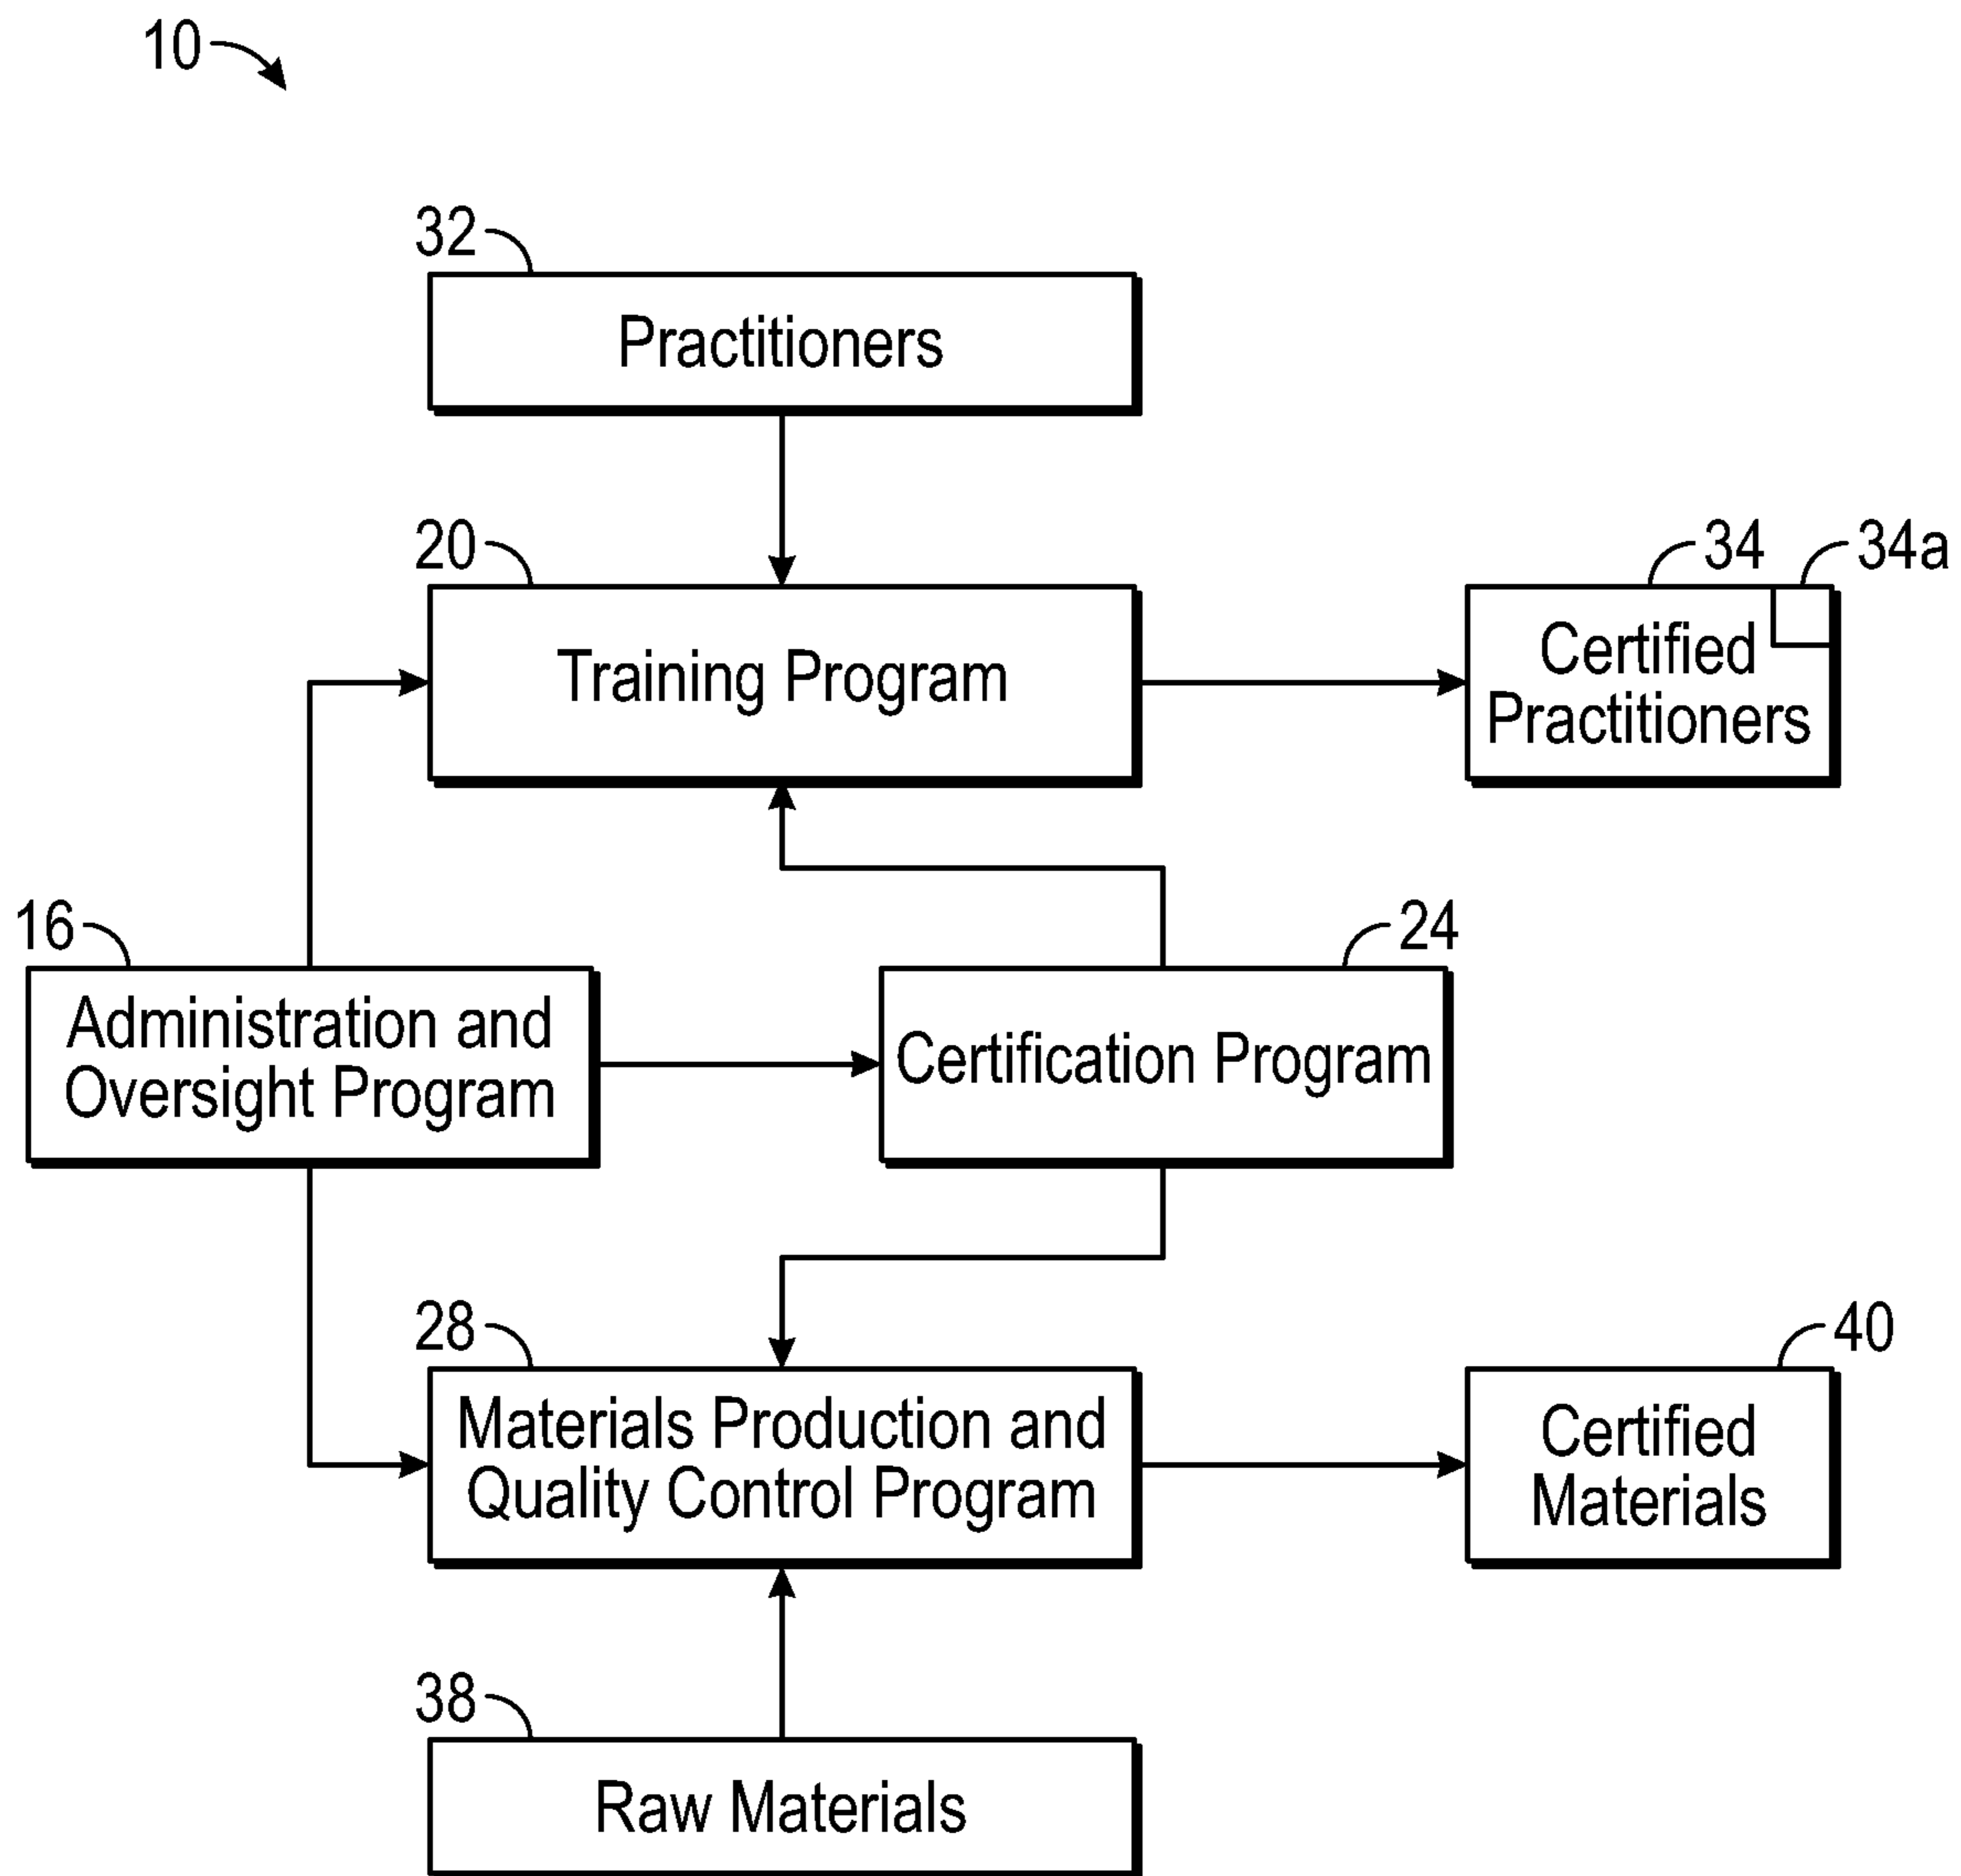 10
32
Practitioners
20
34
34a
Training Program
Certified
Practitioners
16
24
Administration and
Oversight Program
Certification Program
28
40
Materials Production and
Quality Control Program
Certified
Materials
38
Raw Materials